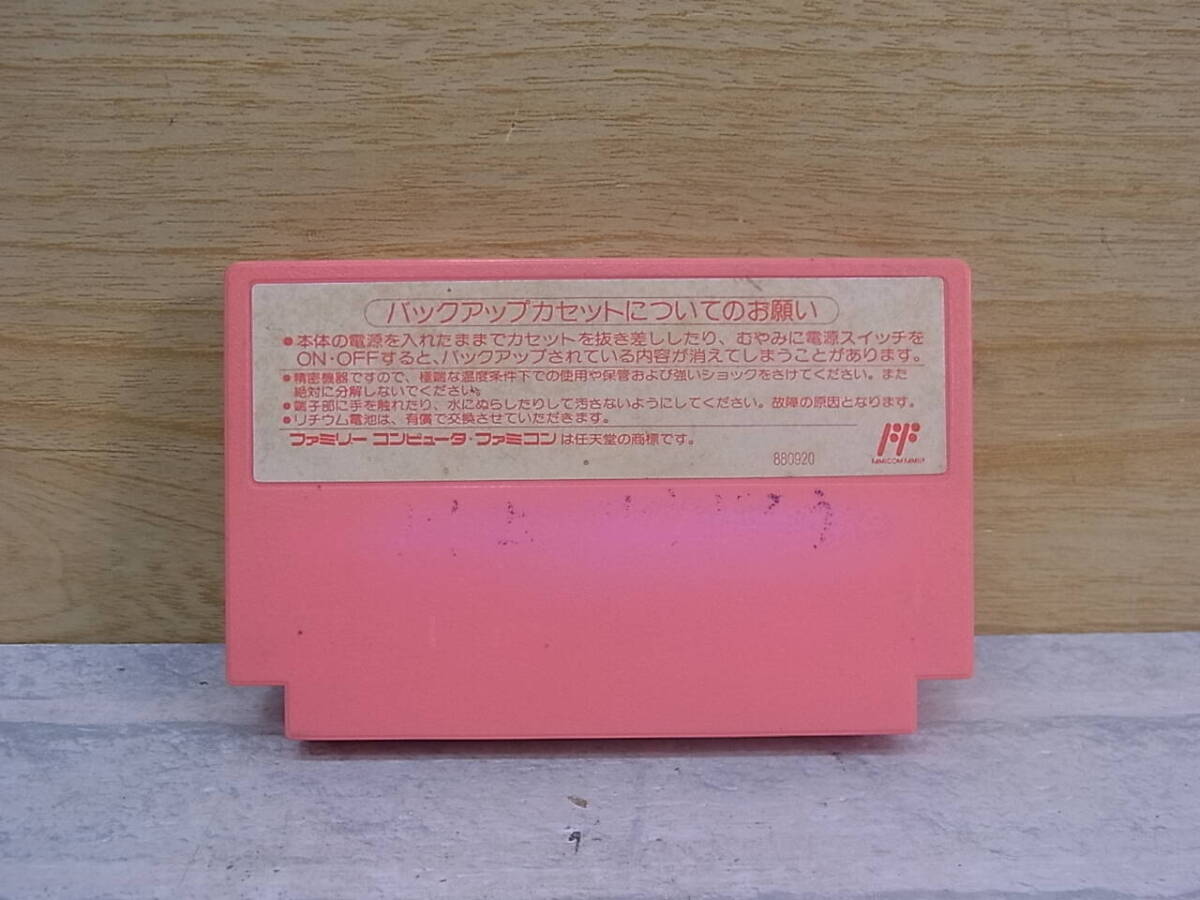 バックアップカセットについてのお願い
●本体の電源を入れたままでカセットを抜き差ししたり、むやみに電源スイッチを
ON・OFFすると、バックアップされている内容が消えてしまうことがあります。
●精密機器ですので、極端な温度条件下での使用や保管および強いショックをさけてください。また
絶対に分解しないでください。
●端子部に手を触れたり、水にぬらしたりして汚さないようにしてください。故障の原因となります。
●リチウム電池は、有償で交換させていただきます。
ファミリー コンピュータ・ファミコンは任天堂の商標です。
880920
FF
FAMICOM FAMILY